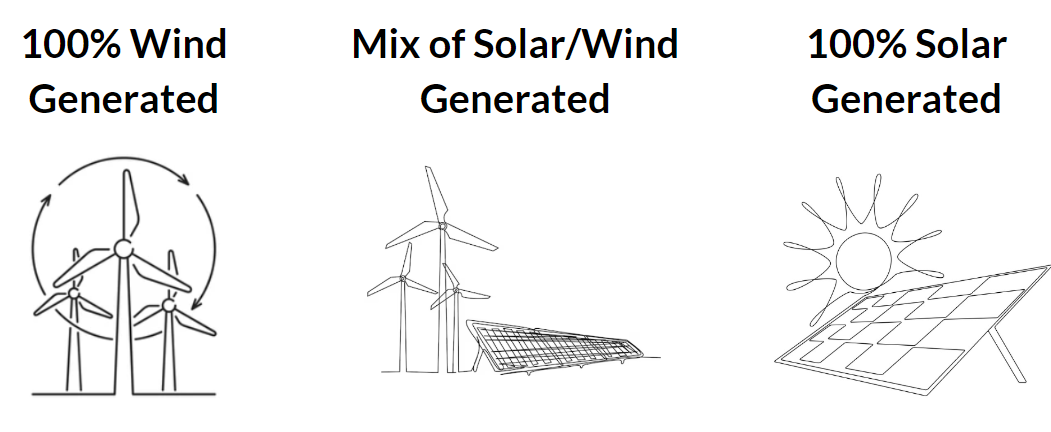 100% Wind
Generated
Mix of Solar/Wind
Generated
100% Solar
Generated